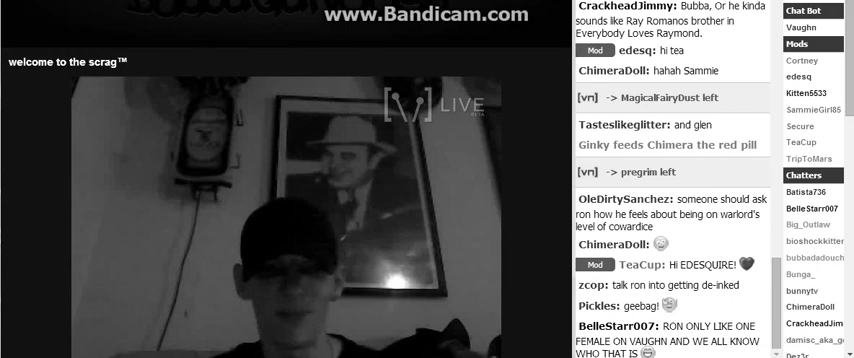 www.Bandicam.com
welcome to the scrag™
LIVE
BETA
CrackheadJimmy: Bubba, Or he kinda
sounds like Ray Romanos brother in
Everybody Loves Raymond.
Mod edesq: hi tea
ChimeraDoll: hahah Sammie
-> MagicalFairyDust left
Tasteslikeglitter: and glen
Ginky feeds Chimera the red pill
-> pregrim left
OleDirtySanchez: someone should ask
ron how he feels about being on warlord's
level of cowardice
ChimeraDoll:
Mod TeaCup: Hi EDESQUIRE!
zcop: talk ron into getting de-inked
Pickles: geebag!
BelleStarr007: RON ONLY LIKE ONE
FEMALE ON VAUGHN AND WE ALL KNOW
WHO THAT IS
Chat Bot
Vaughn
Mods
Cortney
edesq
Kitten5533
SammieGirl85
Secure
TeaCup
TripToMars
Chatters
Batista736
BelleStarr007
Big_Outlaw
bioshockkitten
bubbadadouch
Bunga_
bunnytv
ChimeraDoll
CrackheadJim
damisc_aka_ge
Dez3r